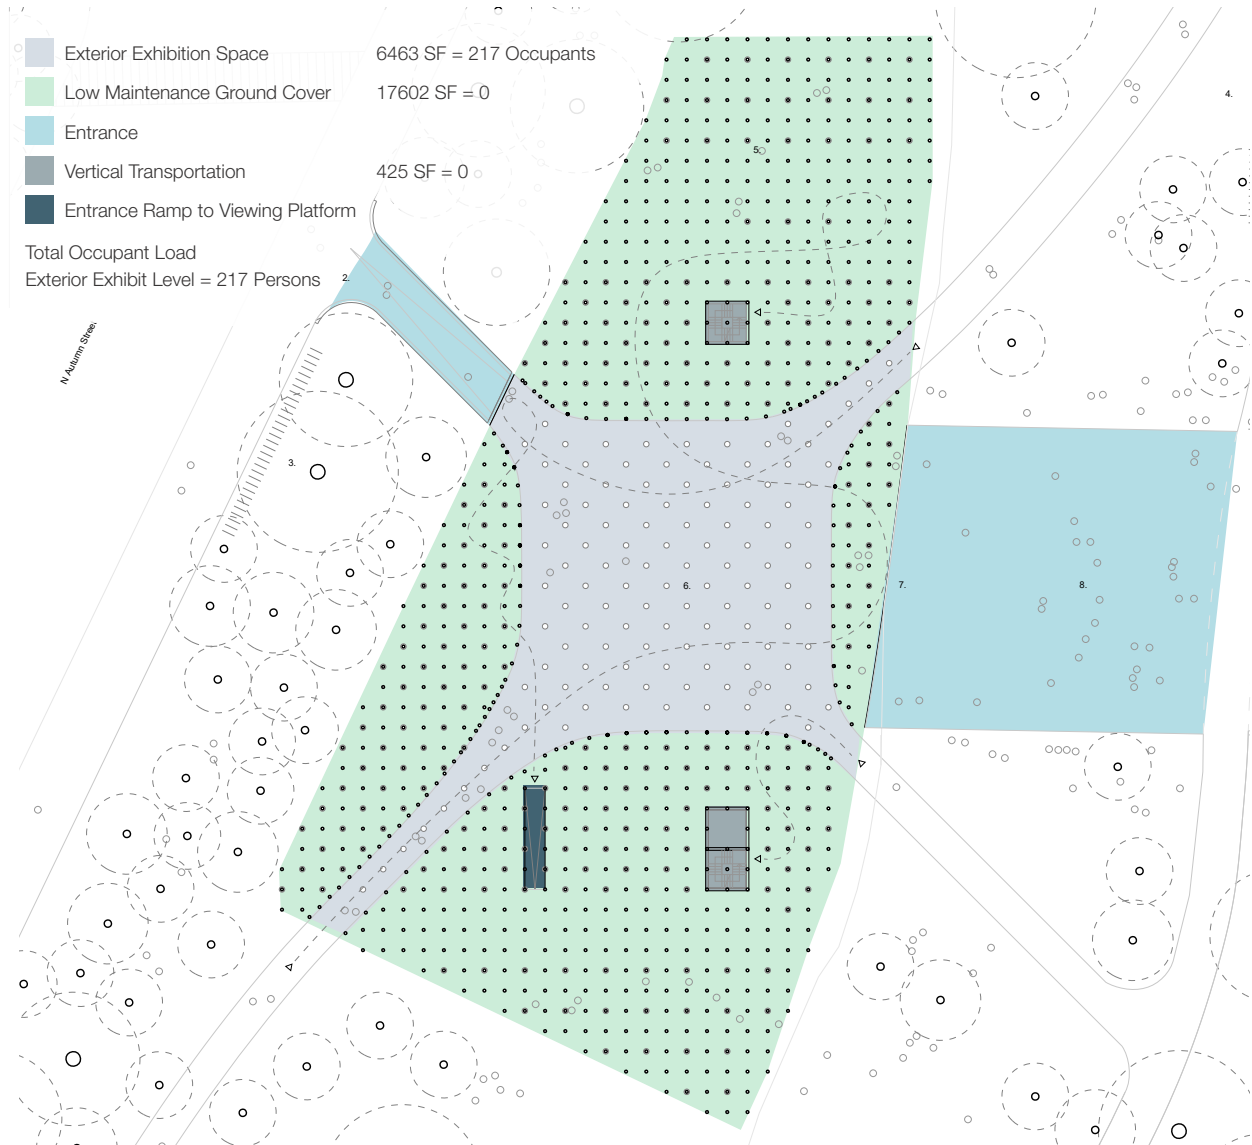 Exterior Exhibition Space 6463 SF = 217 Occupants
Low Maintenance Ground Cover 17602 SF = 0
Entrance
Vertical Transportation 425 SF = 0
Entrance Ramp to Viewing Platform
Total Occupant Load
Exterior Exhibit Level = 217 Persons
N Autumn Street
2.
3.
4.
5.
6.
7.
8.